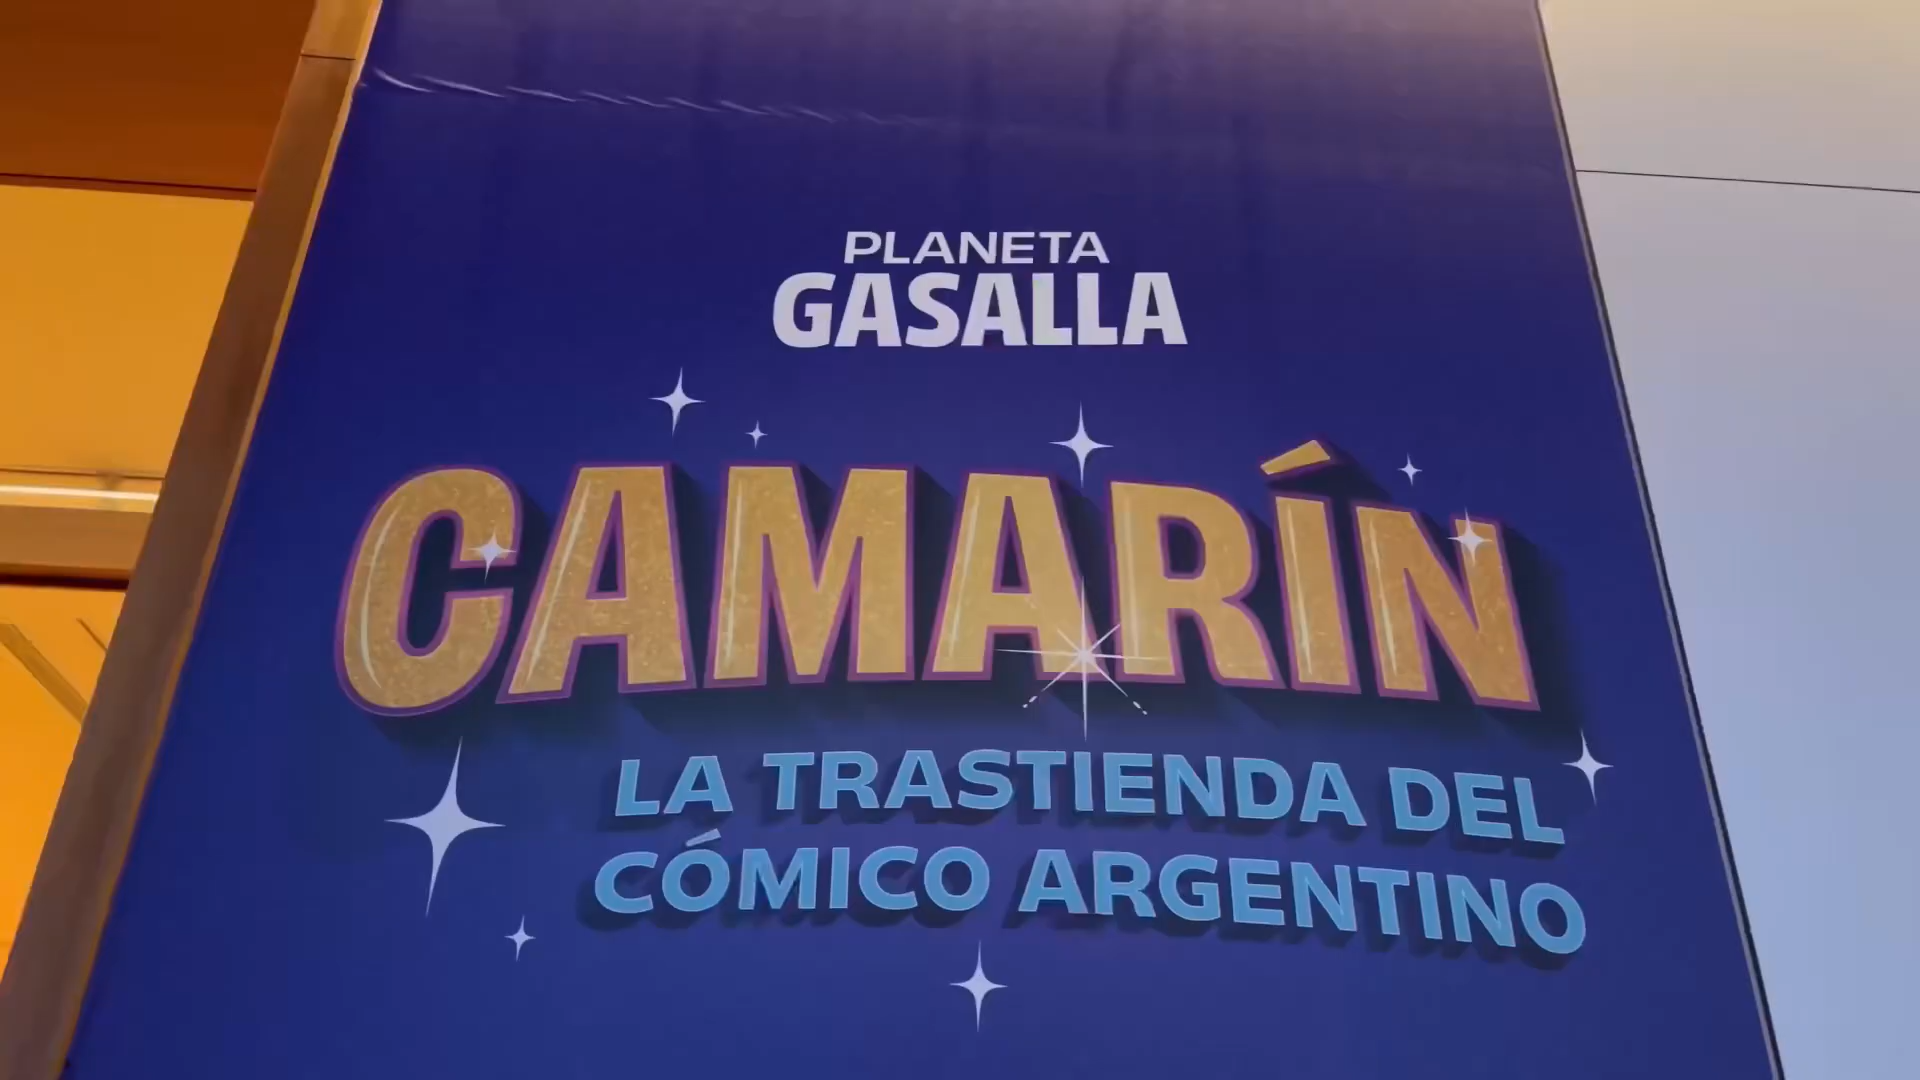 PLANETA
GASALLA
CAMARÍN
LA TRASTIENDA DEL
CÓMICO ARGENTINO